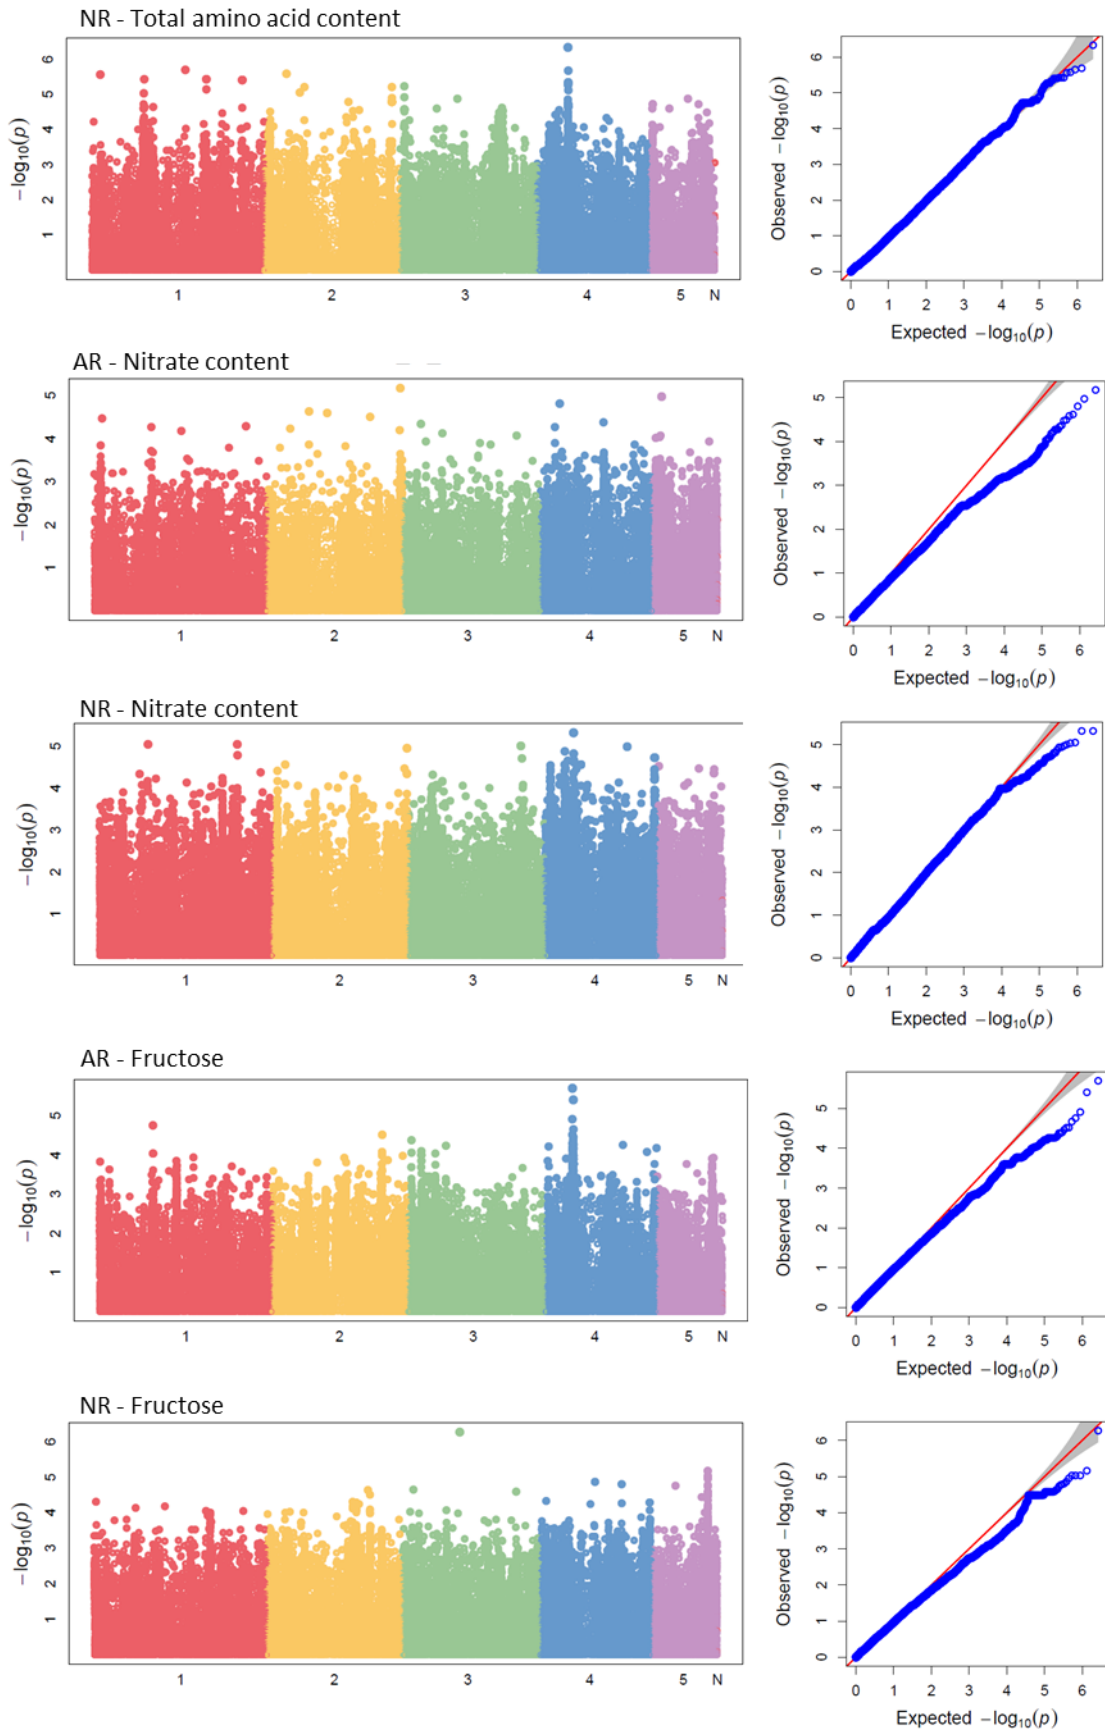 NR - Total amino acid content
−log₁₀(p)
6
5
4
3
2
1
1 2 3 4 5 N
Observed −log₁₀(p)
6
5
4
3
2
1
0
0 1 2 3 4 5 6
Expected −log₁₀(p)
AR - Nitrate content
−log₁₀(p)
5
4
3
2
1
1 2 3 4 5 N
Observed −log₁₀(p)
5
4
3
2
1
0
0 1 2 3 4 5 6
Expected −log₁₀(p)
NR - Nitrate content
−log₁₀(p)
5
4
3
2
1
1 2 3 4 5 N
Observed −log₁₀(p)
5
4
3
2
1
0
0 1 2 3 4 5 6
Expected −log₁₀(p)
AR - Fructose
−log₁₀(p)
5
4
3
2
1
1 2 3 4 5 N
Observed −log₁₀(p)
5
4
3
2
1
0
0 1 2 3 4 5 6
Expected −log₁₀(p)
NR - Fructose
−log₁₀(p)
6
5
4
3
2
1
1 2 3 4 5 N
Observed −log₁₀(p)
6
5
4
3
2
1
0
0 1 2 3 4 5 6
Expected −log₁₀(p)